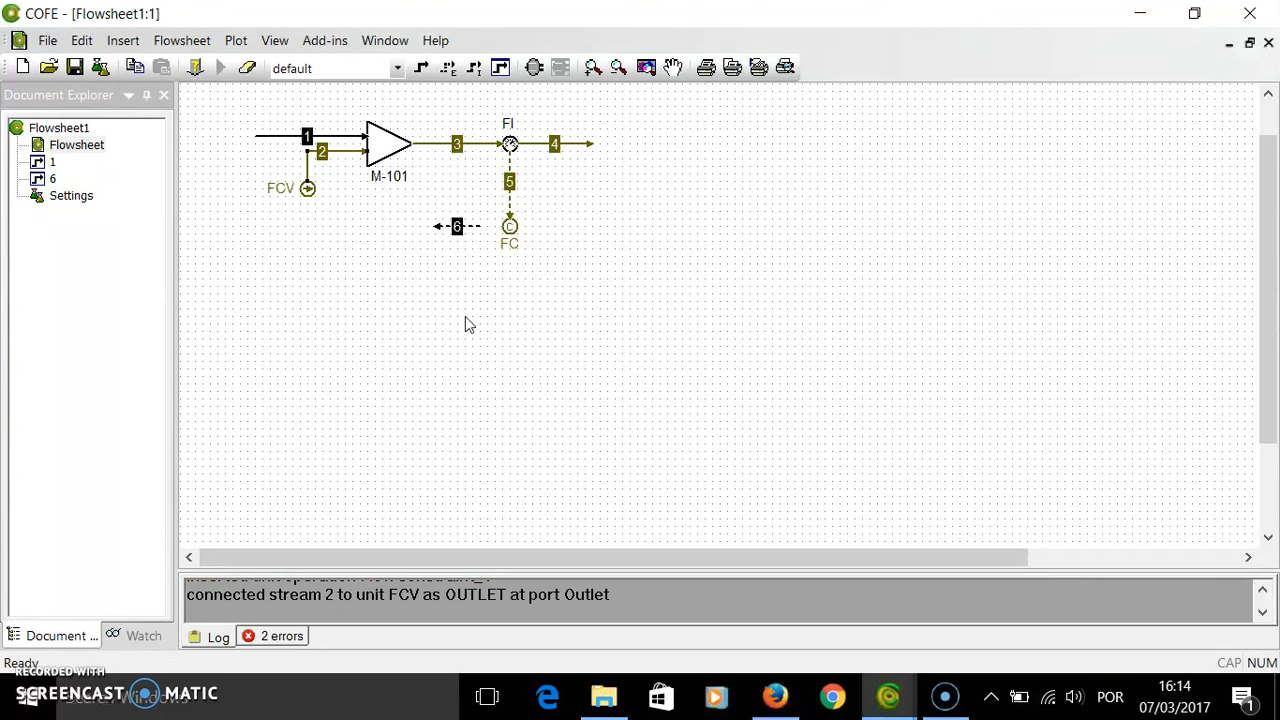 COFE - [Flowsheet1:1]
File Edit Insert Flowsheet Plot View Add-ins Window Help
default
Document Explorer
Flowsheet1
Flowsheet
1
6
Settings
FI
1
2
3
4
M-101
5
FCV
6
C
FC
connected stream 2 to unit FCV as OUTLET at port Outlet
Document ... Watch
Log 2 errors
Ready
CAP NUM
RECORDED WITH
SCREENCAST MATIC
Search Windows
POR
16:14
07/03/2017
1